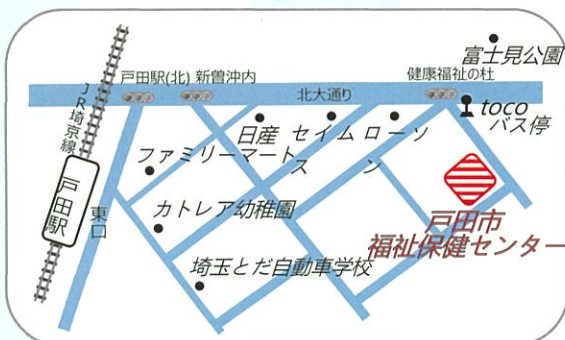 富士見公園
戸田駅(北)
新曽沖内
健康福祉の杜
北大通り
JR埼京線
toco
バス停
日産
セイムス
ローソン
ファミリーマート
戸田駅
東口
カトレア幼稚園
戸田市
福祉保健センター
埼玉とだ自動車学校